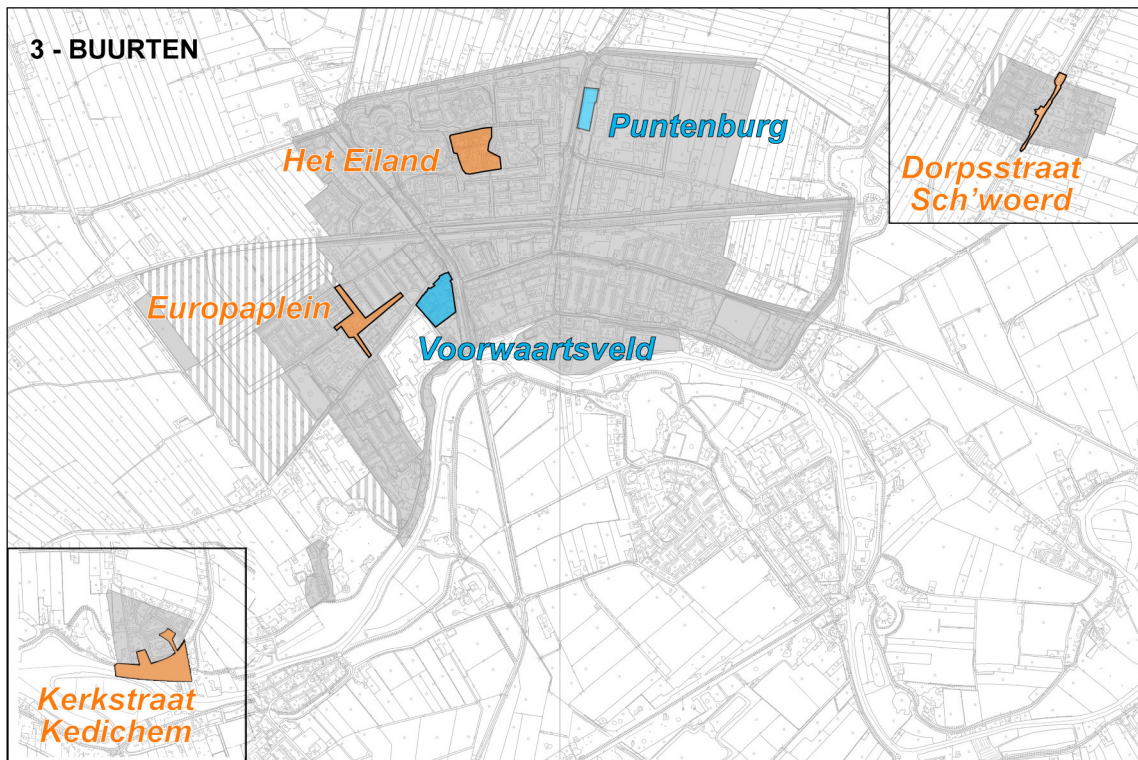 3 - BUURTEN
Het Eiland
Puntenburg
Dorpsstraat
Sch'woerd
Europaplein
Voorwaartsveld
Kerkstraat
Kedichem